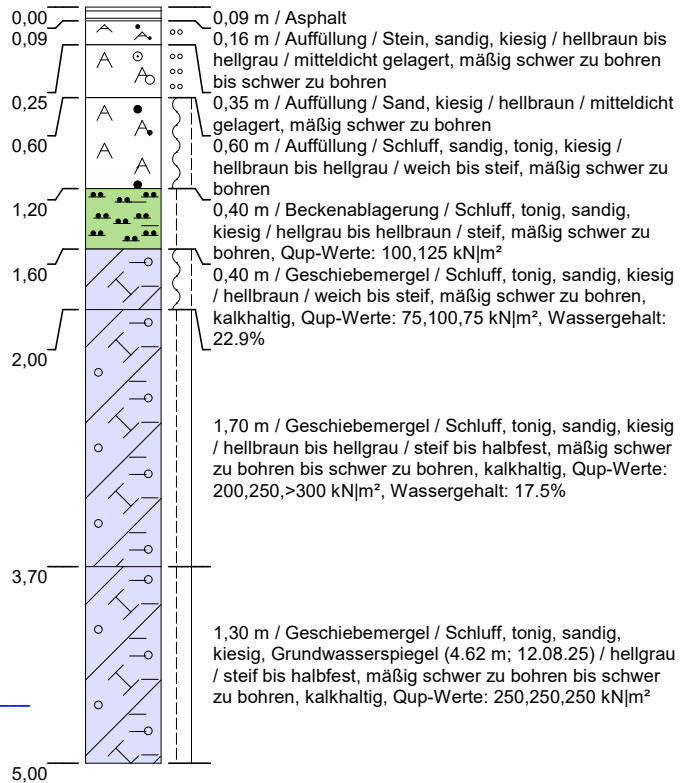 0,00
0,09 m / Asphalt
0,09
0,16 m / Auffüllung / Stein, sandig, kiesig / hellbraun bis
hellgrau / mitteldicht gelagert, mäßig schwer zu bohren
bis schwer zu bohren
0,25
0,35 m / Auffüllung / Sand, kiesig / hellbraun / mitteldicht
gelagert, mäßig schwer zu bohren
0,60
0,60 m / Auffüllung / Schluff, sandig, tonig, kiesig /
hellbraun bis hellgrau / weich bis steif, mäßig schwer zu
bohren
1,20
0,40 m / Beckenablagerung / Schluff, tonig, sandig,
kiesig / hellgrau bis hellbraun / steif, mäßig schwer zu
bohren, Qup-Werte: 100,125 kN|m²
1,60
0,40 m / Geschiebemergel / Schluff, tonig, sandig, kiesig
/ hellbraun / weich bis steif, mäßig schwer zu bohren,
kalkhaltig, Qup-Werte: 75,100,75 kN|m², Wassergehalt:
22.9%
2,00
1,70 m / Geschiebemergel / Schluff, tonig, sandig, kiesig
/ hellbraun bis hellgrau / steif bis halbfest, mäßig schwer
zu bohren bis schwer zu bohren, kalkhaltig, Qup-Werte:
200,250,>300 kN|m², Wassergehalt: 17.5%
3,70
1,30 m / Geschiebemergel / Schluff, tonig, sandig,
kiesig, Grundwasserspiegel (4.62 m; 12.08.25) / hellgrau
/ steif bis halbfest, mäßig schwer zu bohren bis schwer
zu bohren, kalkhaltig, Qup-Werte: 250,250,250 kN|m²
5,00